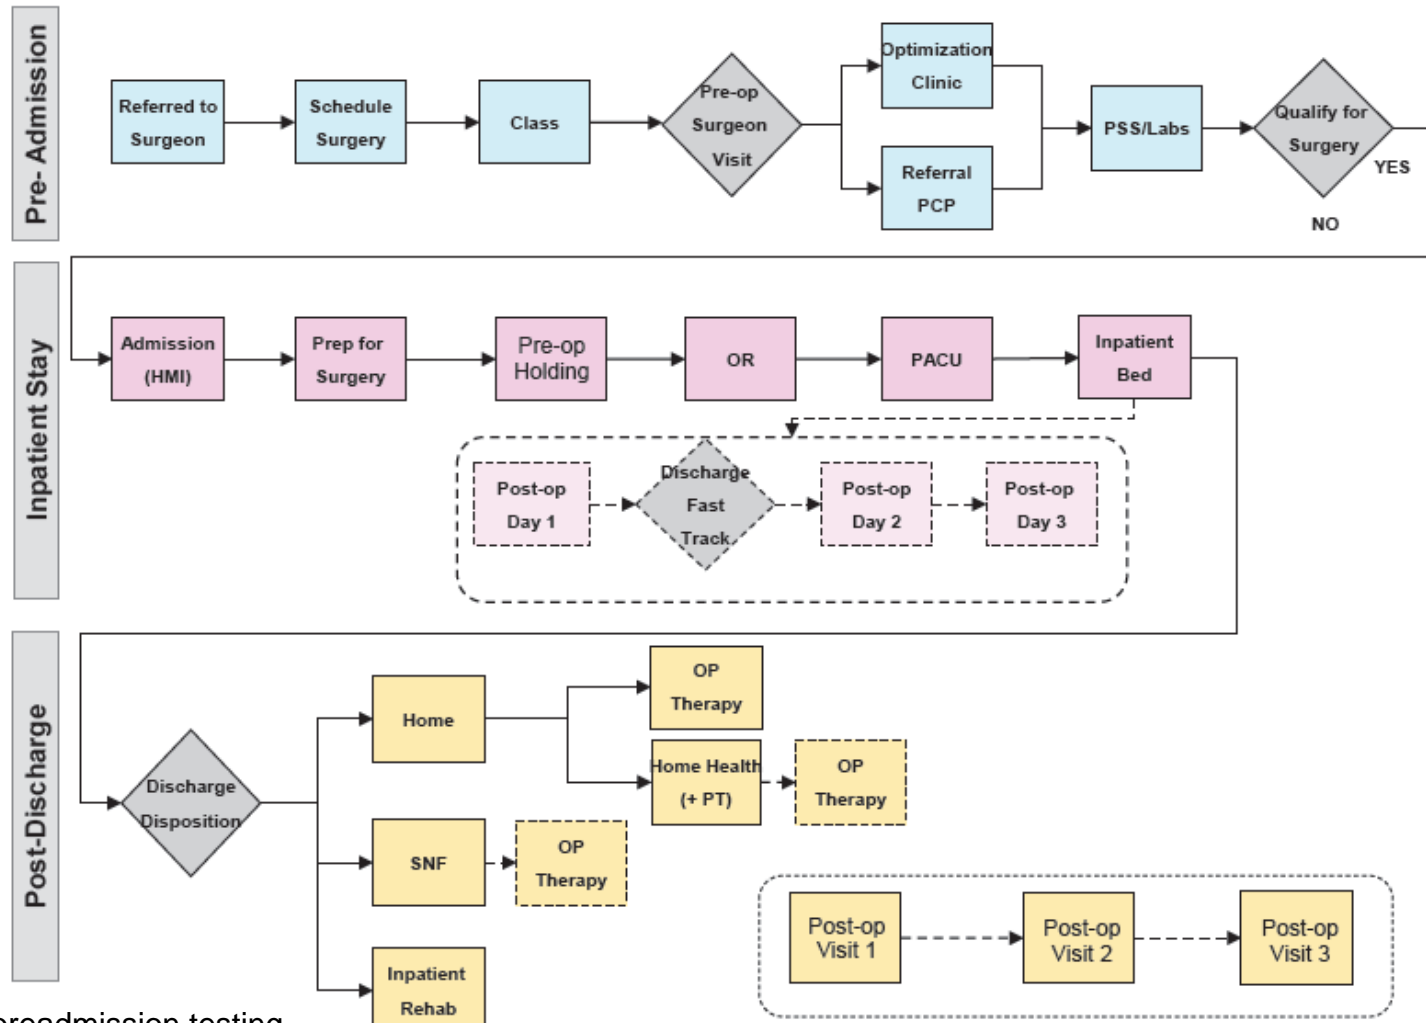 Pre- Admission
Referred to
Surgeon
Schedule
Surgery
Class
Pre-op
Surgeon
Visit
Optimization
Clinic
Referral
PCP
PSS/Labs
Qualify for
Surgery
YES
NO
Inpatient Stay
Admission
(HMI)
Prep for
Surgery
Pre-op
Holding
OR
PACU
Inpatient
Bed
Post-op
Day 1
Discharge
Fast
Track
Post-op
Day 2
Post-op
Day 3
Post-Discharge
Discharge
Disposition
Home
OP
Therapy
Home Health
(+ PT)
OP
Therapy
SNF
OP
Therapy
Inpatient
Rehab
Post-op
Visit 1
Post-op
Visit 2
Post-op
Visit 3
preadmission testing